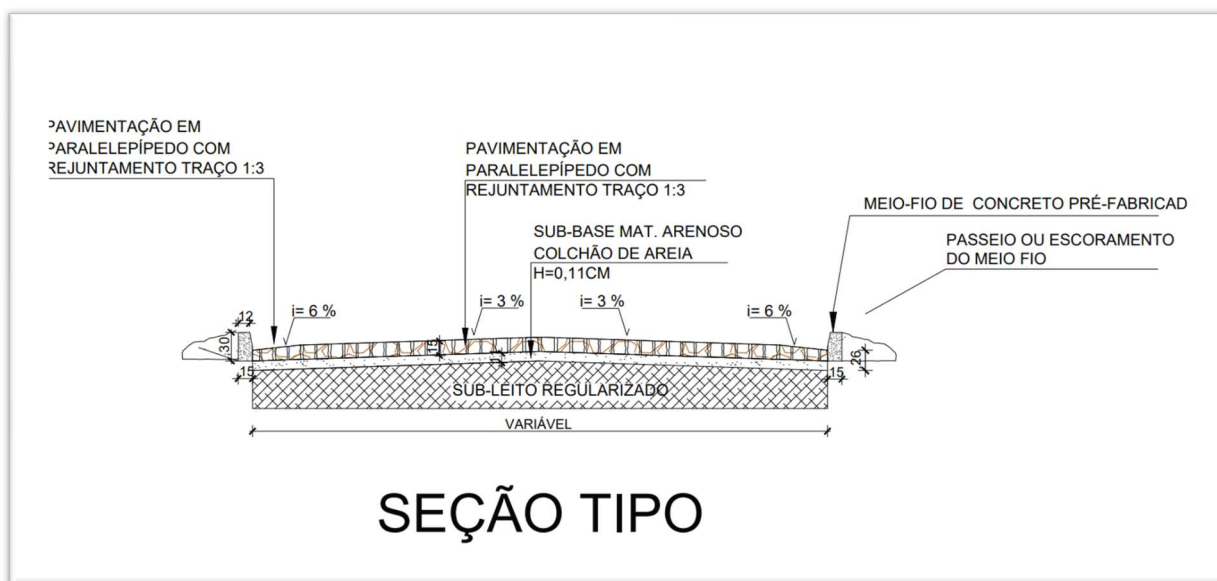 PAVIMENTAÇÃO EM
PARALELEPÍPEDO COM
REJUNTAMENTO TRAÇO 1:3
PAVIMENTAÇÃO EM
PARALELEPÍPEDO COM
REJUNTAMENTO TRAÇO 1:3
SUB-BASE MAT. ARENOSO
COLCHÃO DE AREIA
H=0,11CM
MEIO-FIO DE CONCRETO PRÉ-FABRICAD
PASSEIO OU ESCORAMENTO
DO MEIO FIO
12
i= 6 %
i= 3 %
i= 3 %
i= 6 %
30
15
11
26
15
15
SUB-LEITO REGULARIZADO
VARIÁVEL
SEÇÃO TIPO